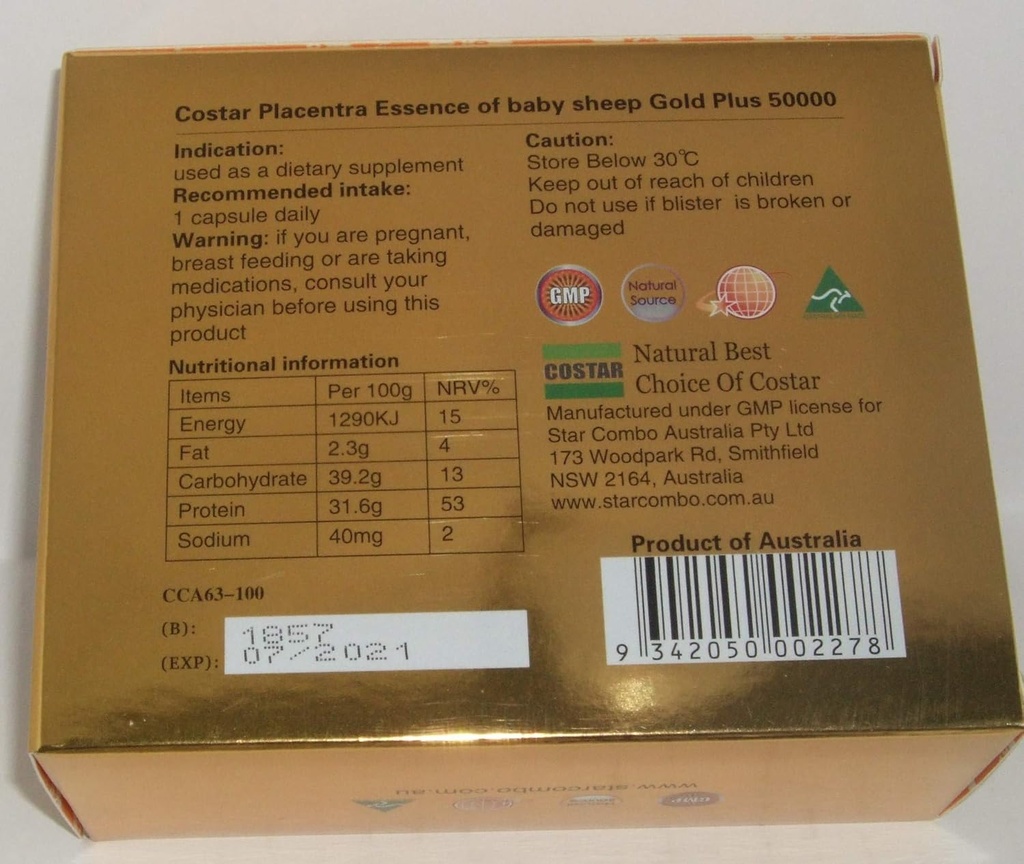 Costar Placentra Essence of baby sheep Gold Plus 50000
Indication:
used as a dietary supplement
Recommended intake:
1 capsule daily
Warning: if you are pregnant,
breast feeding or are taking
medications, consult your
physician before using this
product
Caution:
Store Below 30℃
Keep out of reach of children
Do not use if blister is broken or
damaged
GMP
Natural
Source
Nutritional information
Items Per 100g NRV%
Energy 1290KJ 15
Fat 2.3g 4
Carbohydrate 39.2g 13
Protein 31.6g 53
Sodium 40mg 2
COSTAR
Natural Best
Choice Of Costar
Manufactured under GMP license for
Star Combo Australia Pty Ltd
173 Woodpark Rd, Smithfield
NSW 2164, Australia
www.starcombo.com.au
Product of Australia
9 342050 002278
CCA63-100
(B): 1857
(EXP): 07/2021
www.starcombo.com.au
GMP